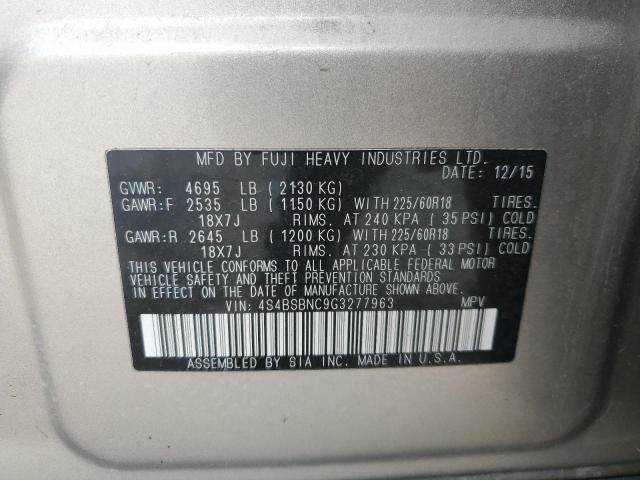 MFD BY FUJI HEAVY INDUSTRIES LTD.
DATE: 12/15
GVWR: 4695 LB ( 2130 KG)
GAWR:F 2535 LB ( 1150 KG) WITH 225/60R18 TIRES.
18X7J RIMS. AT 240 KPA ( 35 PSI) COLD
GAWR:R 2645 LB ( 1200 KG) WITH 225/60R18 TIRES.
18X7J RIMS. AT 230 KPA ( 33 PSI) COLD
THIS VEHICLE CONFORMS TO ALL APPLICABLE FEDERAL MOTOR
VEHICLE SAFETY AND THEFT PREVENTION STANDARDS
IN EFFECT ON THE DATE OF MANUFACTURE SHOWN ABOVE.
VIN: 4S4BSBNC9G3277963 MPV
ASSEMBLED BY SIA INC. MADE IN U.S.A.